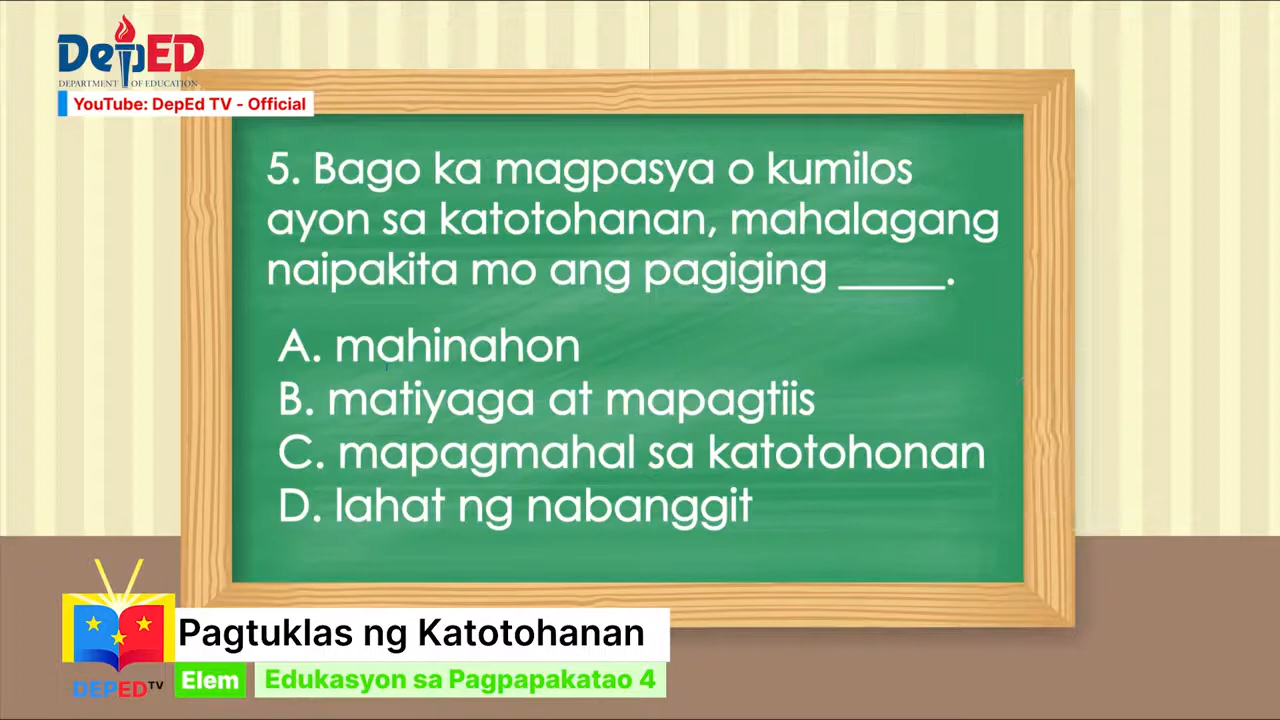 DepED
DEPARTMENT OF EDUCATION
YouTube: DepEd TV - Official
5. Bago ka magpasya o kumilos
ayon sa katotohanan, mahalagang
naipakita mo ang pagiging _____.
A. mahinahon
B. matiyaga at mapagtiis
C. mapagmahal sa katotohonan
D. lahat ng nabanggit
Pagtuklas ng Katotohanan
DEPED TV
Elem
Edukasyon sa Pagpapakatao 4